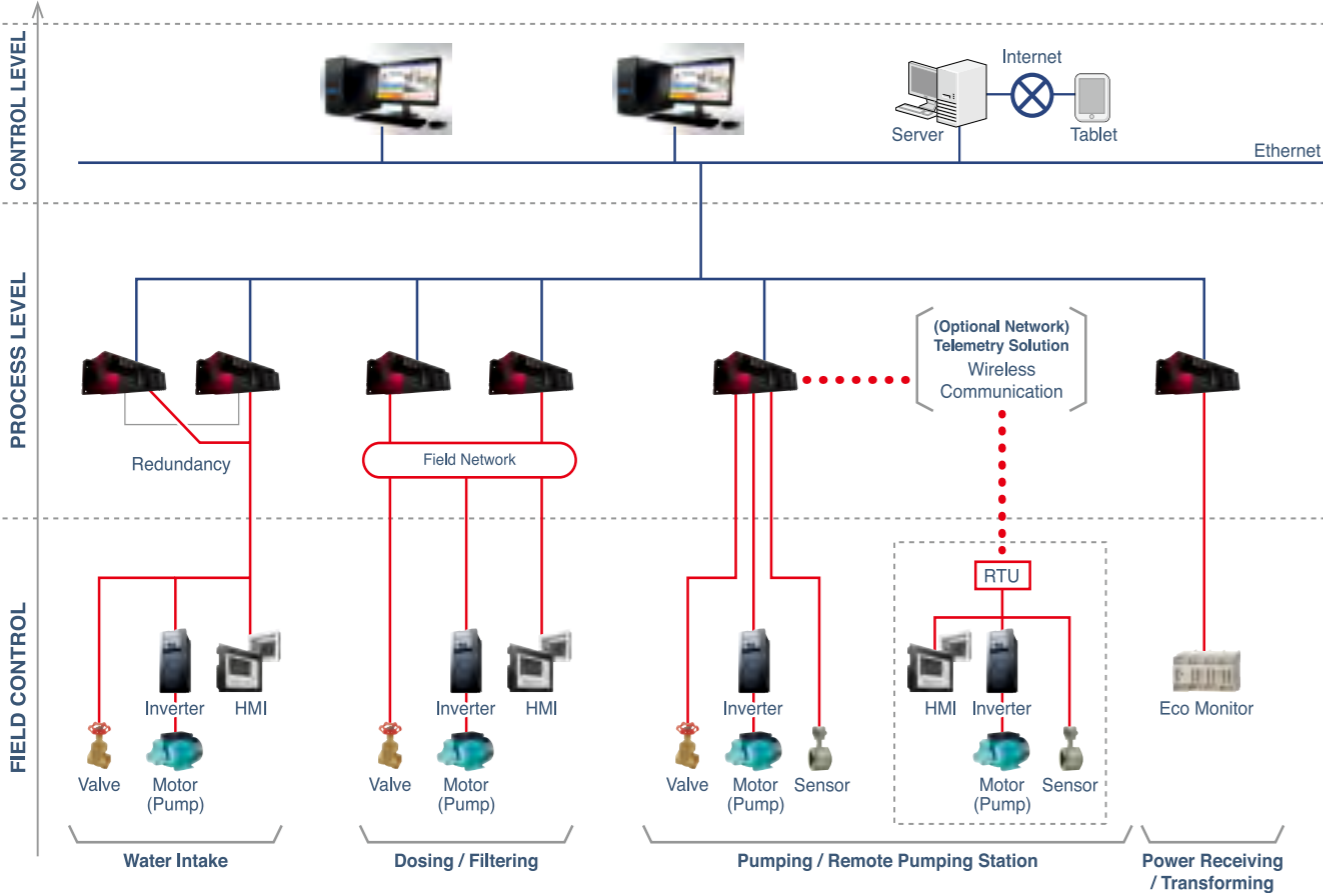 CONTROL LEVEL
Internet
Server
Tablet
Ethernet
PROCESS LEVEL
(Optional Network)
Telemetry Solution
Wireless
Communication
Redundancy
Field Network
FIELD CONTROL
RTU
Inverter
HMI
Inverter
HMI
Inverter
HMI
Inverter
Eco Monitor
Valve
Motor
(Pump)
Valve
Motor
(Pump)
Valve
Motor
(Pump)
Sensor
Motor
(Pump)
Sensor
Water Intake
Dosing / Filtering
Pumping / Remote Pumping Station
Power Receiving
/ Transforming